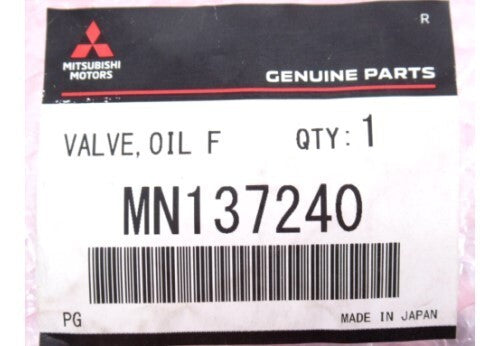 R
MITSUBISHI
MOTORS
GENUINE PARTS
VALVE, OIL F QTY: 1
MN137240
PG MADE IN JAPAN